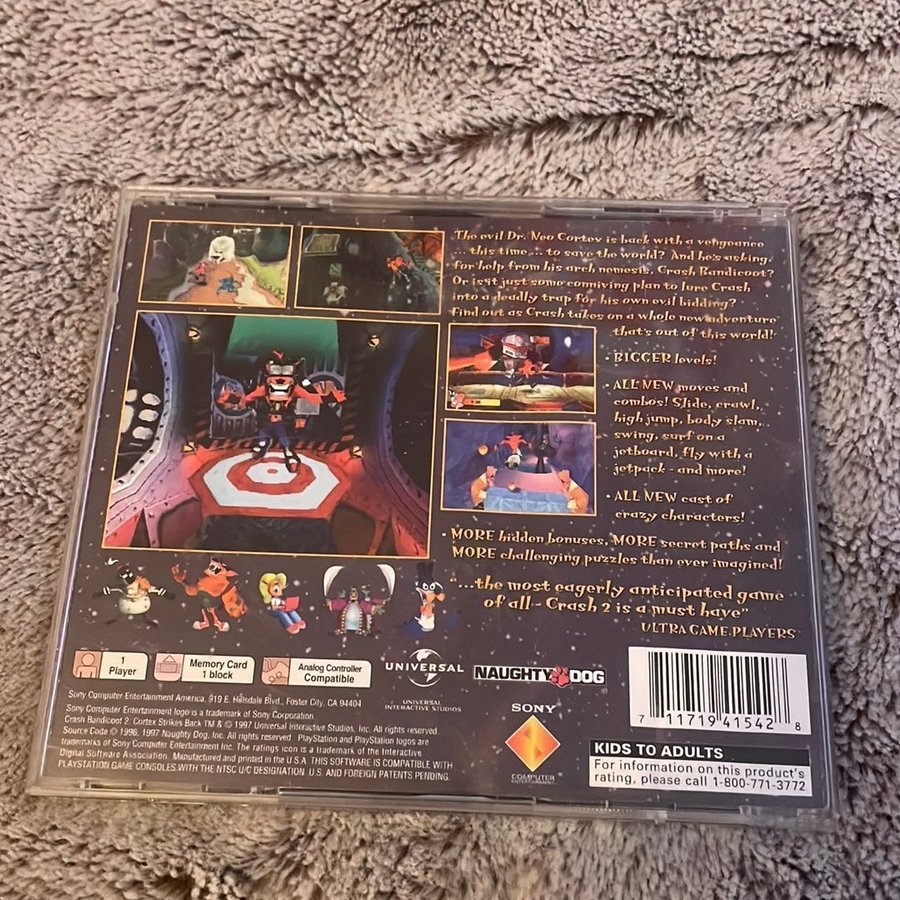 The evil Dr. Neo Cortex is back with a vengeance
...this time... to save the world? And he's asking
for help from his arch nemesis, Crash Bandicoot?
Or is it just some conniving plan to lure Crash
into a deadly trap for his own evil bidding?
Find out as Crash takes on a whole new adventure
that's out of this world!
• BIGGER levels!
• ALL NEW moves and
combos! Slide, crawl,
high jump, body slam,
swing, surf on a
jetboard, fly with a
jetpack - and more!
• ALL NEW cast of
crazy characters!
• MORE hidden bonuses, MORE secret paths and
MORE challenging puzzles than ever imagined!
"...the most eagerly anticipated game
of all - Crash 2 is a must have"
ULTRA GAME PLAYERS
1
Player
Memory Card
1 block
Analog Controller
Compatible
UNIVERSAL
UNIVERSAL
INTERACTIVE STUDIOS
NAUGHTY DOG
Sony Computer Entertainment America, 919 E. Hillsdale Blvd., Foster City, CA 94404
Sony Computer Entertainment logo is a trademark of Sony Corporation
Crash Bandicoot 2: Cortex Strikes Back TM & © 1997 Universal Interactive Studios, Inc. All rights reserved.
Source Code © 1996, 1997 Naughty Dog, Inc. All rights reserved. PlayStation and PlayStation logos are
trademarks of Sony Computer Entertainment Inc. The ratings icon is a trademark of the Interactive
Digital Software Association. Manufactured and printed in the U.S.A. THIS SOFTWARE IS COMPATIBLE WITH
PLAYSTATION GAME CONSOLES WITH THE NTSC U/C DESIGNATION. U.S. AND FOREIGN PATENTS PENDING.
SONY
COMPUTER
ENTERTAINMENT
7 11719 41542 8
KIDS TO ADULTS
For information on this product's
rating, please call 1-800-771-3772